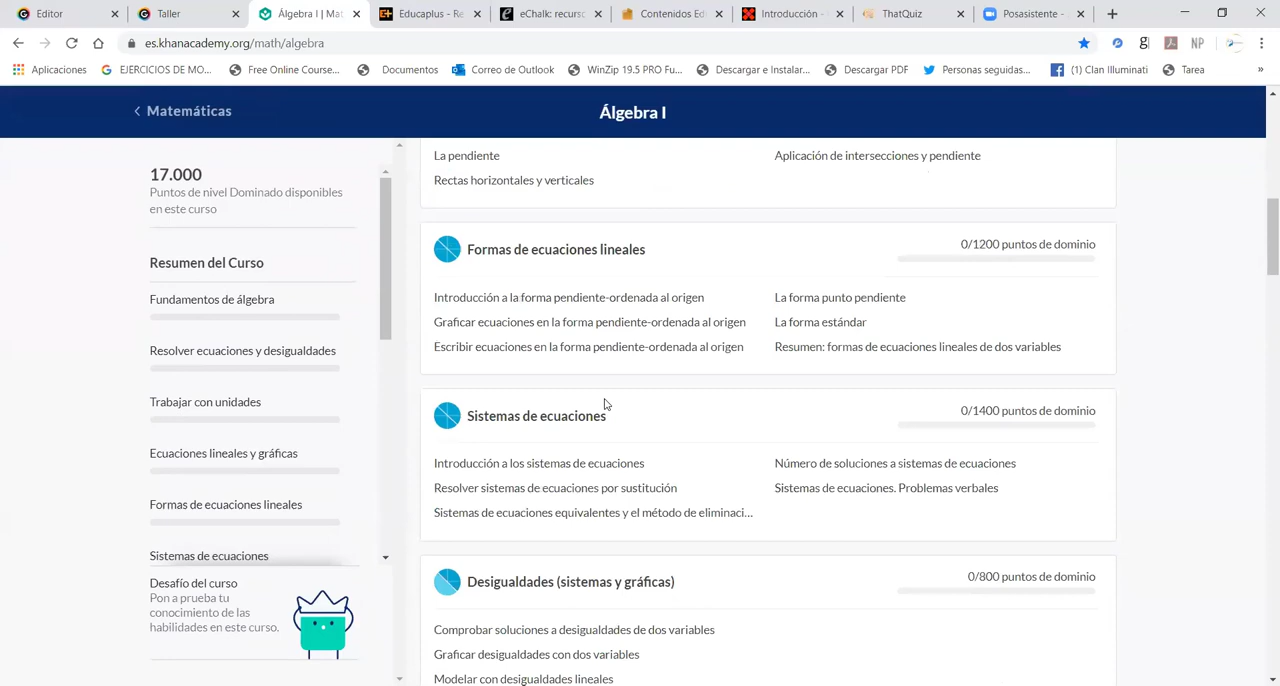 Editor
Taller
Álgebra I | Mat
Educaplus - Re
eChalk: recurso
Contenidos Ed
Introducción -
ThatQuiz
Posasistente -
es.khanacademy.org/math/algebra
Aplicaciones
EJERCICIOS DE MO...
Free Online Course...
Documentos
Correo de Outlook
WinZip 19.5 PRO Fu...
Descargar e Instalar...
Descargar PDF
Personas seguidas...
(1) Clan Illuminati
Tarea
»
Matemáticas
Álgebra I
17.000
Puntos de nivel Dominado disponibles
en este curso
Resumen del Curso
Fundamentos de álgebra
Resolver ecuaciones y desigualdades
Trabajar con unidades
Ecuaciones lineales y gráficas
Formas de ecuaciones lineales
Sistemas de ecuaciones
Desafío del curso
Pon a prueba tu
conocimiento de las
habilidades en este curso.
La pendiente
Aplicación de intersecciones y pendiente
Rectas horizontales y verticales
Formas de ecuaciones lineales
0/1200 puntos de dominio
Introducción a la forma pendiente-ordenada al origen
La forma punto pendiente
Graficar ecuaciones en la forma pendiente-ordenada al origen
La forma estándar
Escribir ecuaciones en la forma pendiente-ordenada al origen
Resumen: formas de ecuaciones lineales de dos variables
Sistemas de ecuaciones
0/1400 puntos de dominio
Introducción a los sistemas de ecuaciones
Número de soluciones a sistemas de ecuaciones
Resolver sistemas de ecuaciones por sustitución
Sistemas de ecuaciones. Problemas verbales
Sistemas de ecuaciones equivalentes y el método de eliminaci...
Desigualdades (sistemas y gráficas)
0/800 puntos de dominio
Comprobar soluciones a desigualdades de dos variables
Graficar desigualdades con dos variables
Modelar con desigualdades lineales